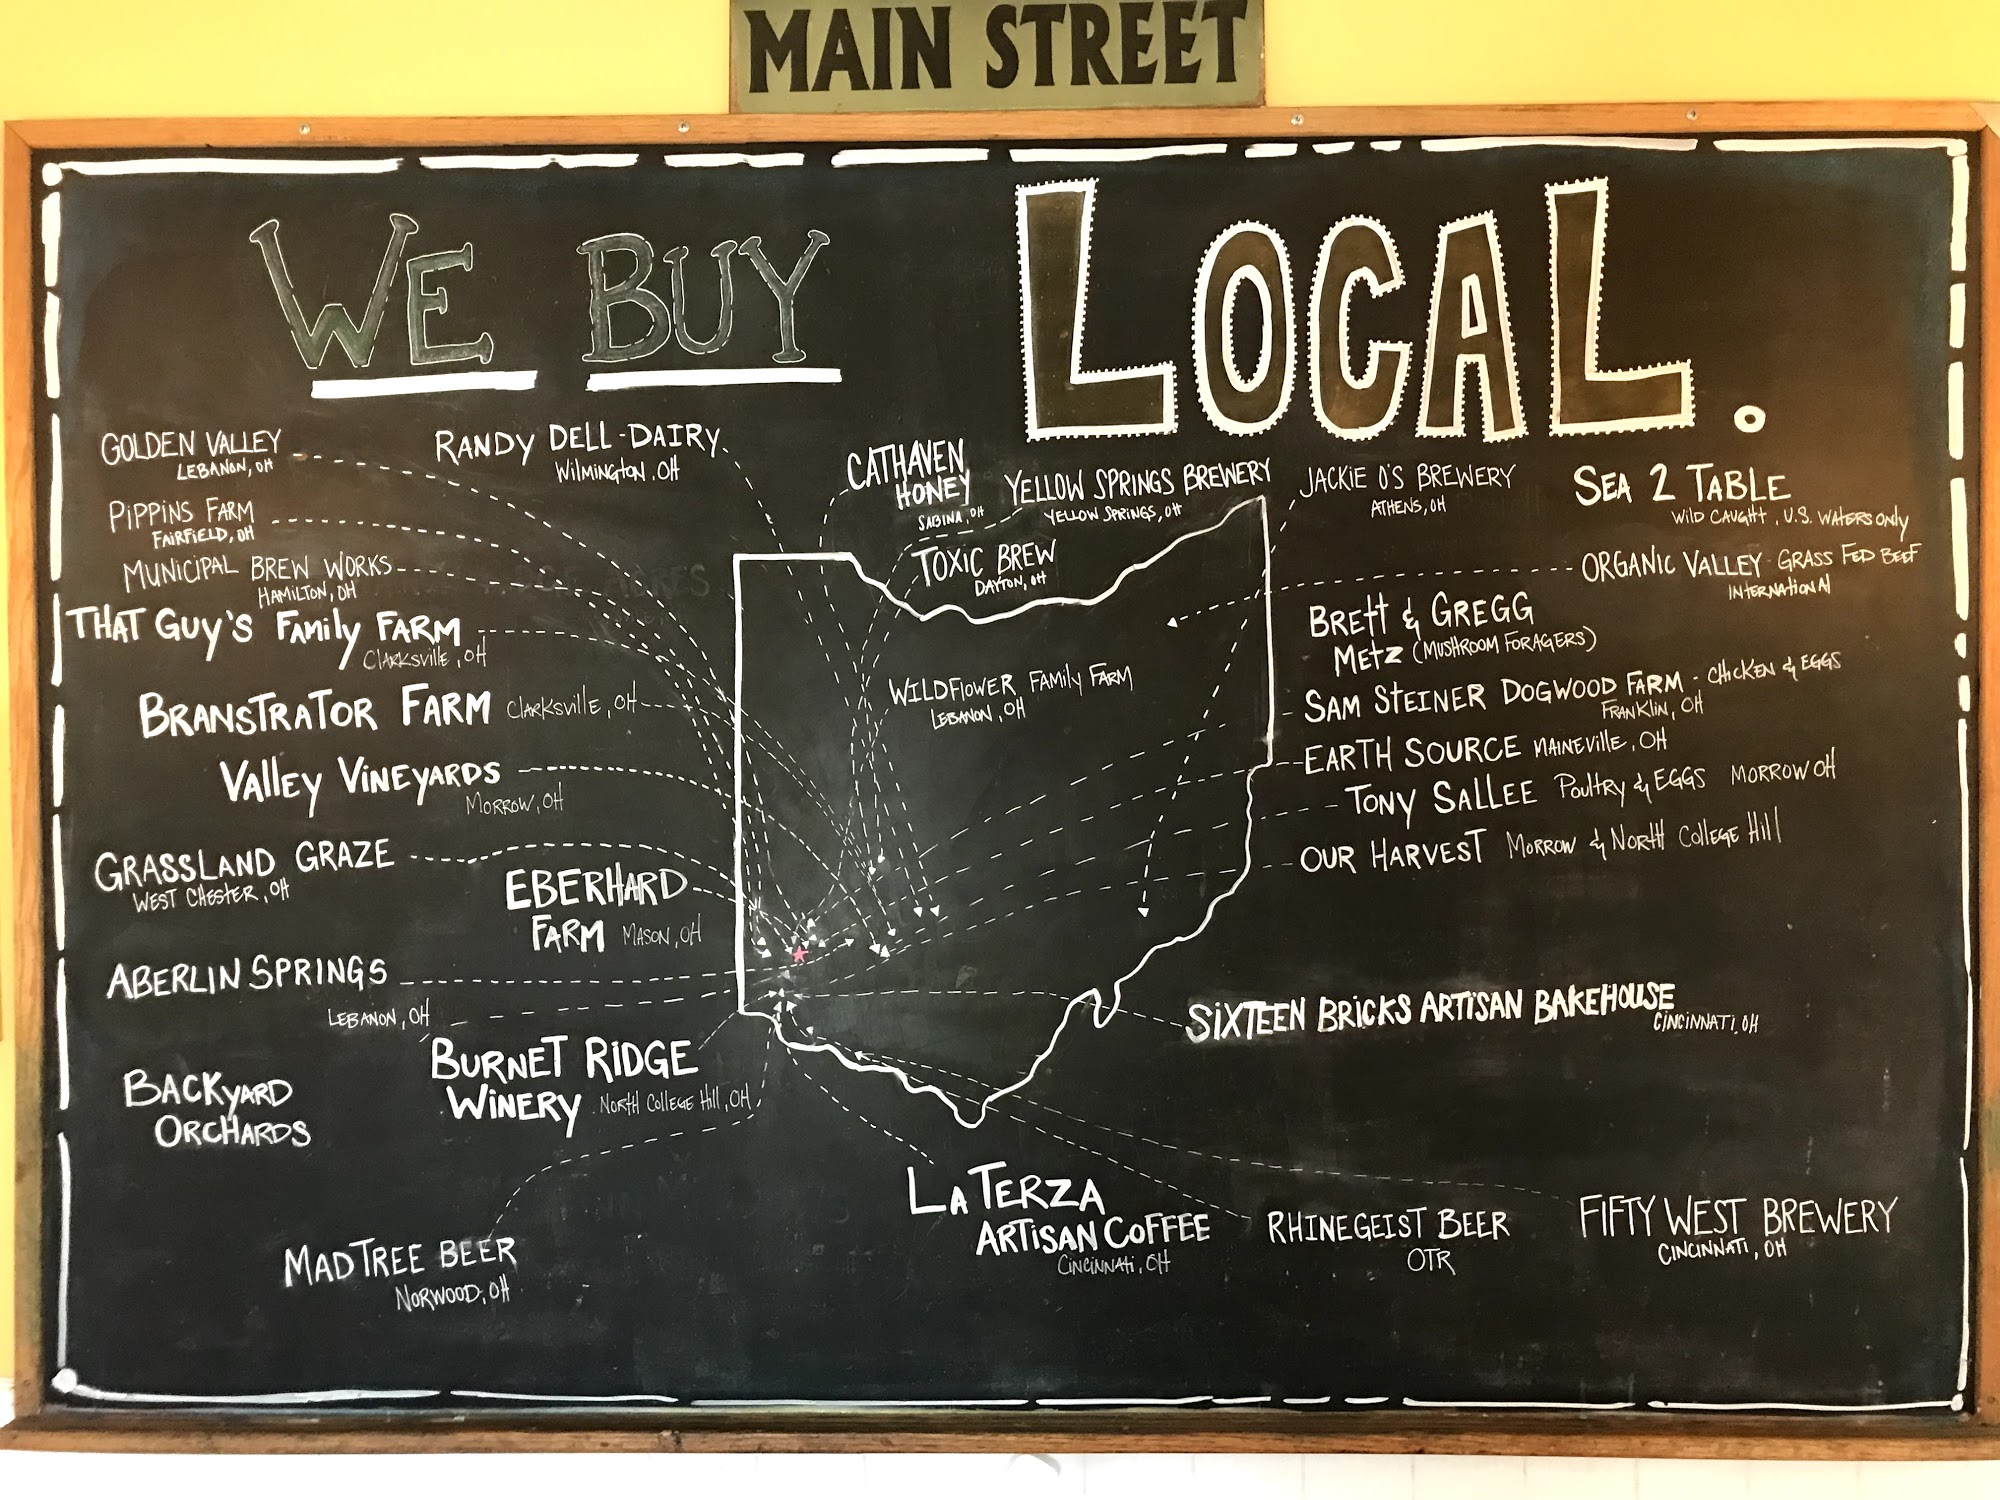 MAIN STREET
WE BUY LOCAL.
GOLDEN VALLEY
LEBANON, OH
PIPPINS FARM
FAIRFIELD, OH
MUNICIPAL BREW WORKS
HAMILTON, OH
THAT GUY'S FAMILY FARM
CLARKSVILLE, OH
BRANSTRATOR FARM CLARKSVILLE, OH
VALLEY VINEYARDS
MORROW, OH
GRASSLAND GRAZE
WEST CHESTER, OH
EBERHARD
FARM MASON, OH
ABERLIN SPRINGS
LEBANON, OH
BURNET RIDGE
WINERY NORTH COLLEGE HILL, OH
BACKYARD
ORCHARDS
MADTREE BEER
NORWOOD, OH
RANDY DELL-DAIRY
WILMINGTON, OH
CATHAVEN
HONEY
SABINA, OH
YELLOW SPRINGS BREWERY
YELLOW SPRINGS, OH
TOXIC BREW
DAYTON, OH
WILDFLOWER FAMILY FARM
LEBANON, OH
JACKIE O'S BREWERY
ATHENS, OH
SEA 2 TABLE
WILD CAUGHT, U.S. WATERS ONLY
ORGANIC VALLEY - GRASS FED BEEF
INTERNATIONAL
BRETT & GREGG
METZ (MUSHROOM FORAGERS)
SAM STEINER DOGWOOD FARM - CHICKEN & EGGS
FRANKLIN, OH
EARTH SOURCE MAINEVILLE, OH
TONY SALLEE POULTRY & EGGS MORROW OH
OUR HARVEST MORROW & NORTH COLLEGE HILL
SIXTEEN BRICKS ARTISAN BAKEHOUSE
CINCINNATI, OH
LA TERZA
ARTISAN COFFEE
CINCINNATI, OH
RHINEGEIST BEER
OTR
FIFTY WEST BREWERY
CINCINNATI, OH